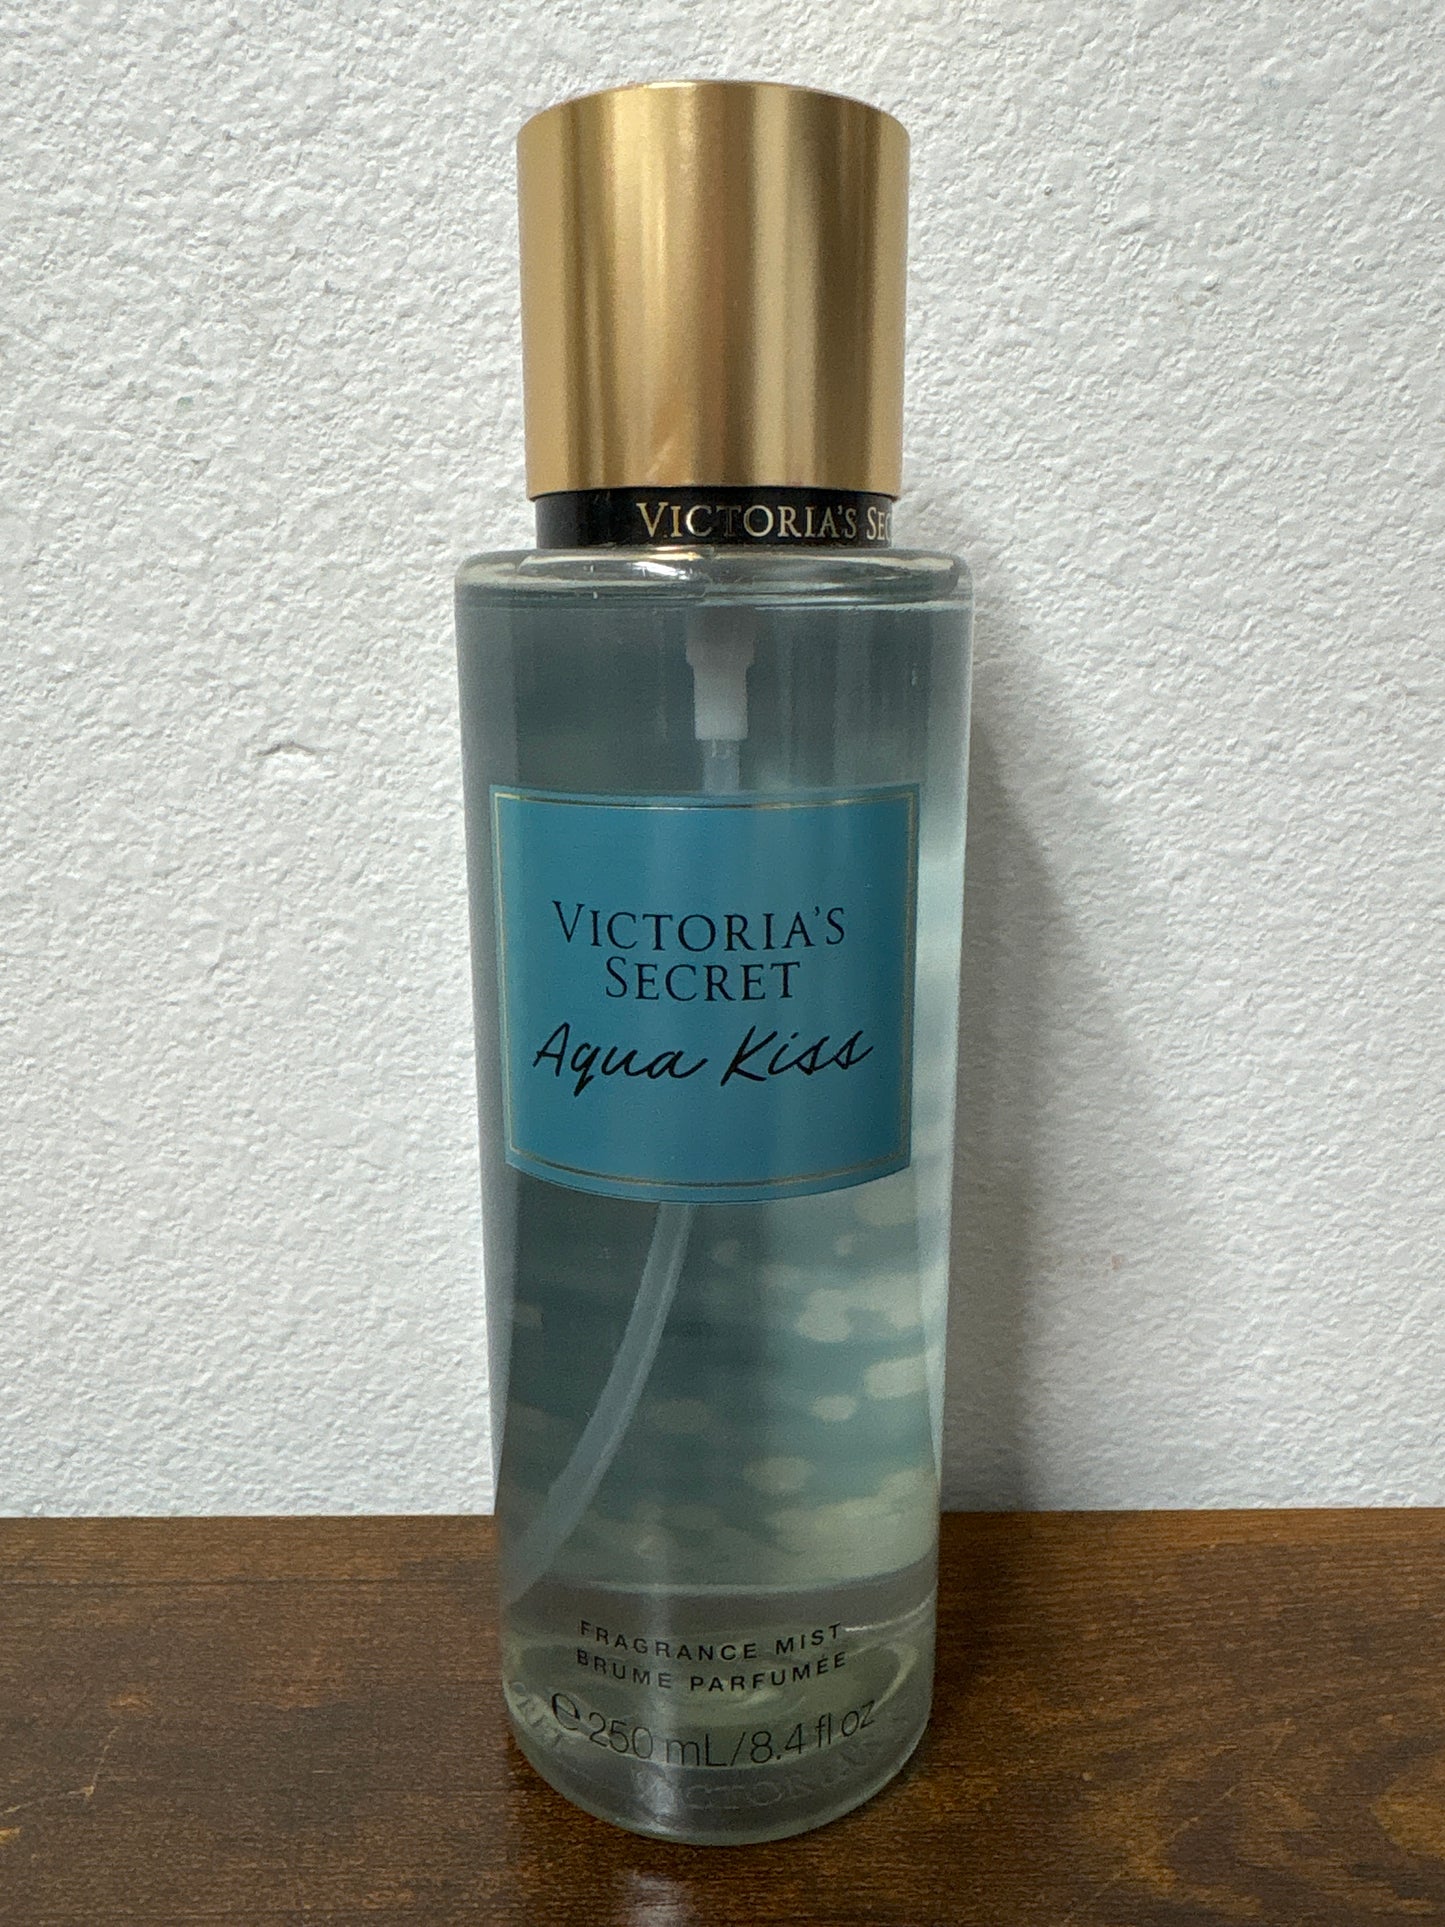 VICTORIA'S SEC
VICTORIA'S
SECRET
Aqua Kiss
FRAGRANCE MIST
BRUME PARFUMÉE
℮ 250 mL/8.4 fl oz